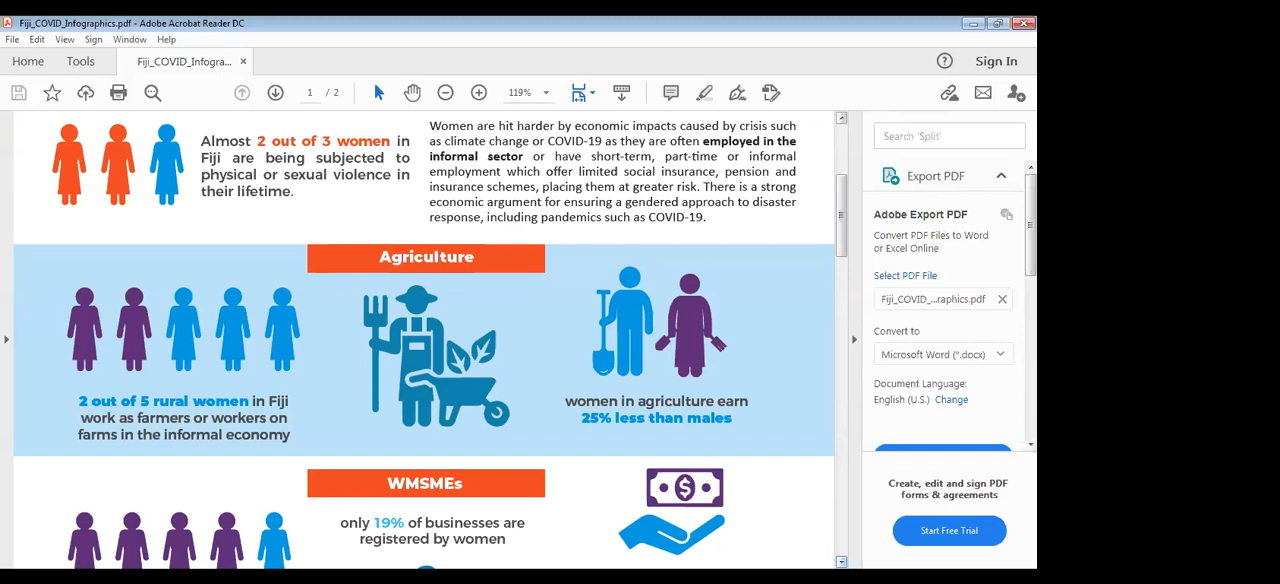 Fiji_COVID_Infographics.pdf - Adobe Acrobat Reader DC
File Edit View Sign Window Help
Home Tools Fiji_COVID_Infogra... × Sign In
1 / 2 119%
Almost 2 out of 3 women in
Fiji are being subjected to
physical or sexual violence in
their lifetime.
Women are hit harder by economic impacts caused by crisis such
as climate change or COVID-19 as they are often employed in the
informal sector or have short-term, part-time or informal
employment which offer limited social insurance, pension and
insurance schemes, placing them at greater risk. There is a strong
economic argument for ensuring a gendered approach to disaster
response, including pandemics such as COVID-19.
Agriculture
2 out of 5 rural women in Fiji
work as farmers or workers on
farms in the informal economy
women in agriculture earn
25% less than males
WMSMEs
only 19% of businesses are
registered by women
$
Search 'Split'
Export PDF
Adobe Export PDF
Convert PDF Files to Word
or Excel Online
Select PDF File
Fiji_COVID_...raphics.pdf
Convert to
Microsoft Word (*.docx)
Document Language:
English (U.S.) Change
Create, edit and sign PDF
forms & agreements
Start Free Trial